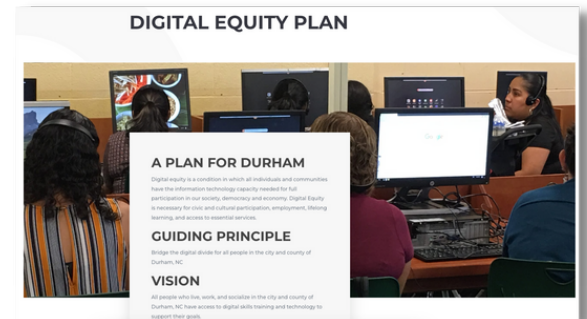 DIGITAL EQUITY PLAN
A PLAN FOR DURHAM
Digital equity is a condition in which all individuals and communities
have the information technology capacity needed for full
participation in our society, democracy and economy. Digital Equity
is necessary for civic and cultural participation, employment, lifelong
learning, and access to essential services.
GUIDING PRINCIPLE
Bridge the digital divide for all people in the city and county of
Durham, NC
VISION
All people who live, work, and socialize in the city and county of
Durham, NC have access to digital skills training and technology to
support their goals.